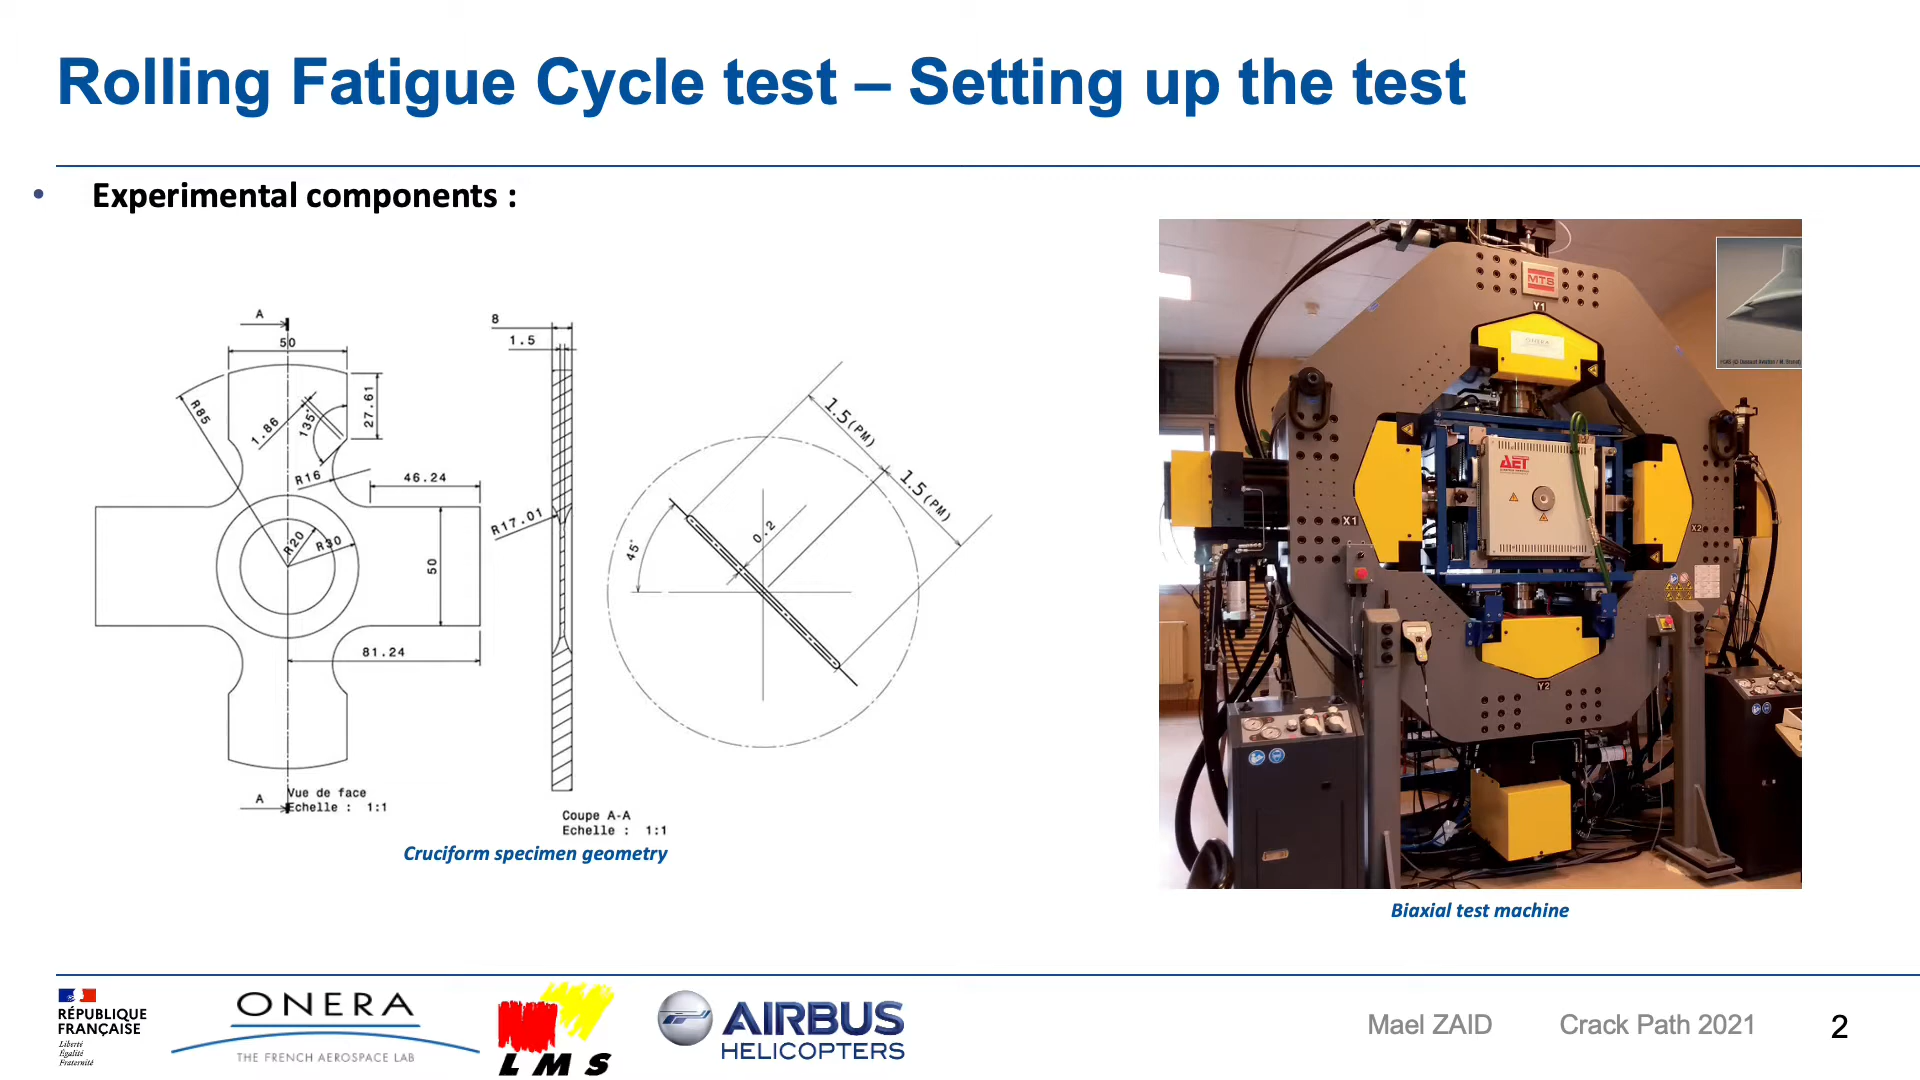 Rolling Fatigue Cycle test – Setting up the test
• Experimental components :
A
50
R85
1.86
135°
27.61
R16
46.24
R20
R30
50
81.24
A
Vue de face
Echelle : 1:1
8
1.5
R17.01
Coupe A-A
Echelle : 1:1
1.5(PM)
1.5(PM)
0.2
45°
Cruciform specimen geometry
MTS
Y1
ONERA
AET
X1
X2
Y2
Biaxial test machine
RÉPUBLIQUE
FRANÇAISE
Liberté
Égalité
Fraternité
ONERA
THE FRENCH AEROSPACE LAB
LMS
AIRBUS
HELICOPTERS
Mael ZAID
Crack Path 2021
2